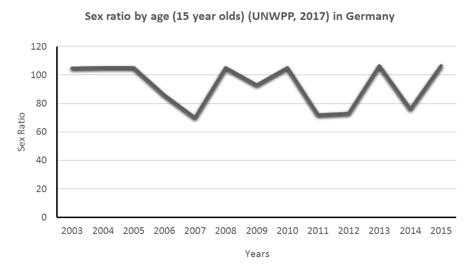 Sex ratio by age (15 year olds) (UNWPP, 2017) in Germany
120
100
80
60
40
20
0
Sex Ratio
2003 2004 2005 2006 2007 2008 2009 2010 2011 2012 2013 2014 2015
Years